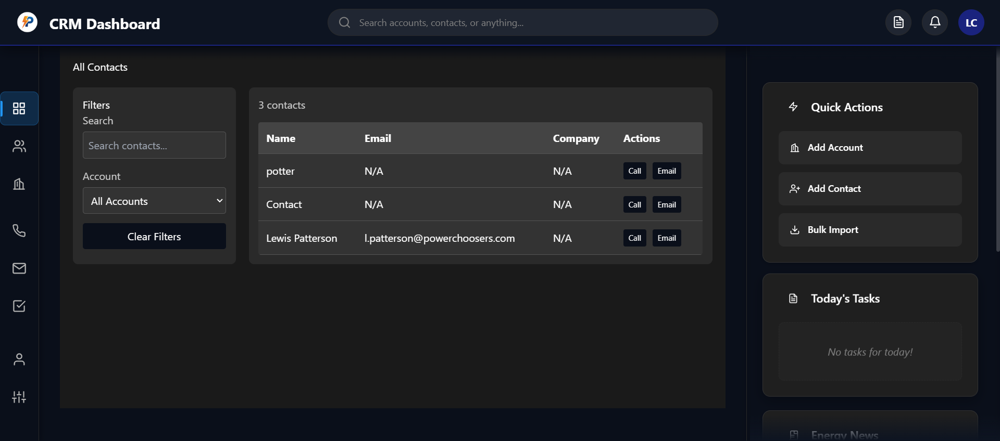 CRM Dashboard
Search accounts, contacts, or anything...
LC
All Contacts
Filters
Search
Search contacts...
Account
All Accounts
Clear Filters
3 contacts
Name Email Company Actions
potter N/A N/A Call Email
Contact N/A N/A Call Email
Lewis Patterson l.patterson@powerchoosers.com N/A Call Email
Quick Actions
Add Account
Add Contact
Bulk Import
Today's Tasks
No tasks for today!
Energy News